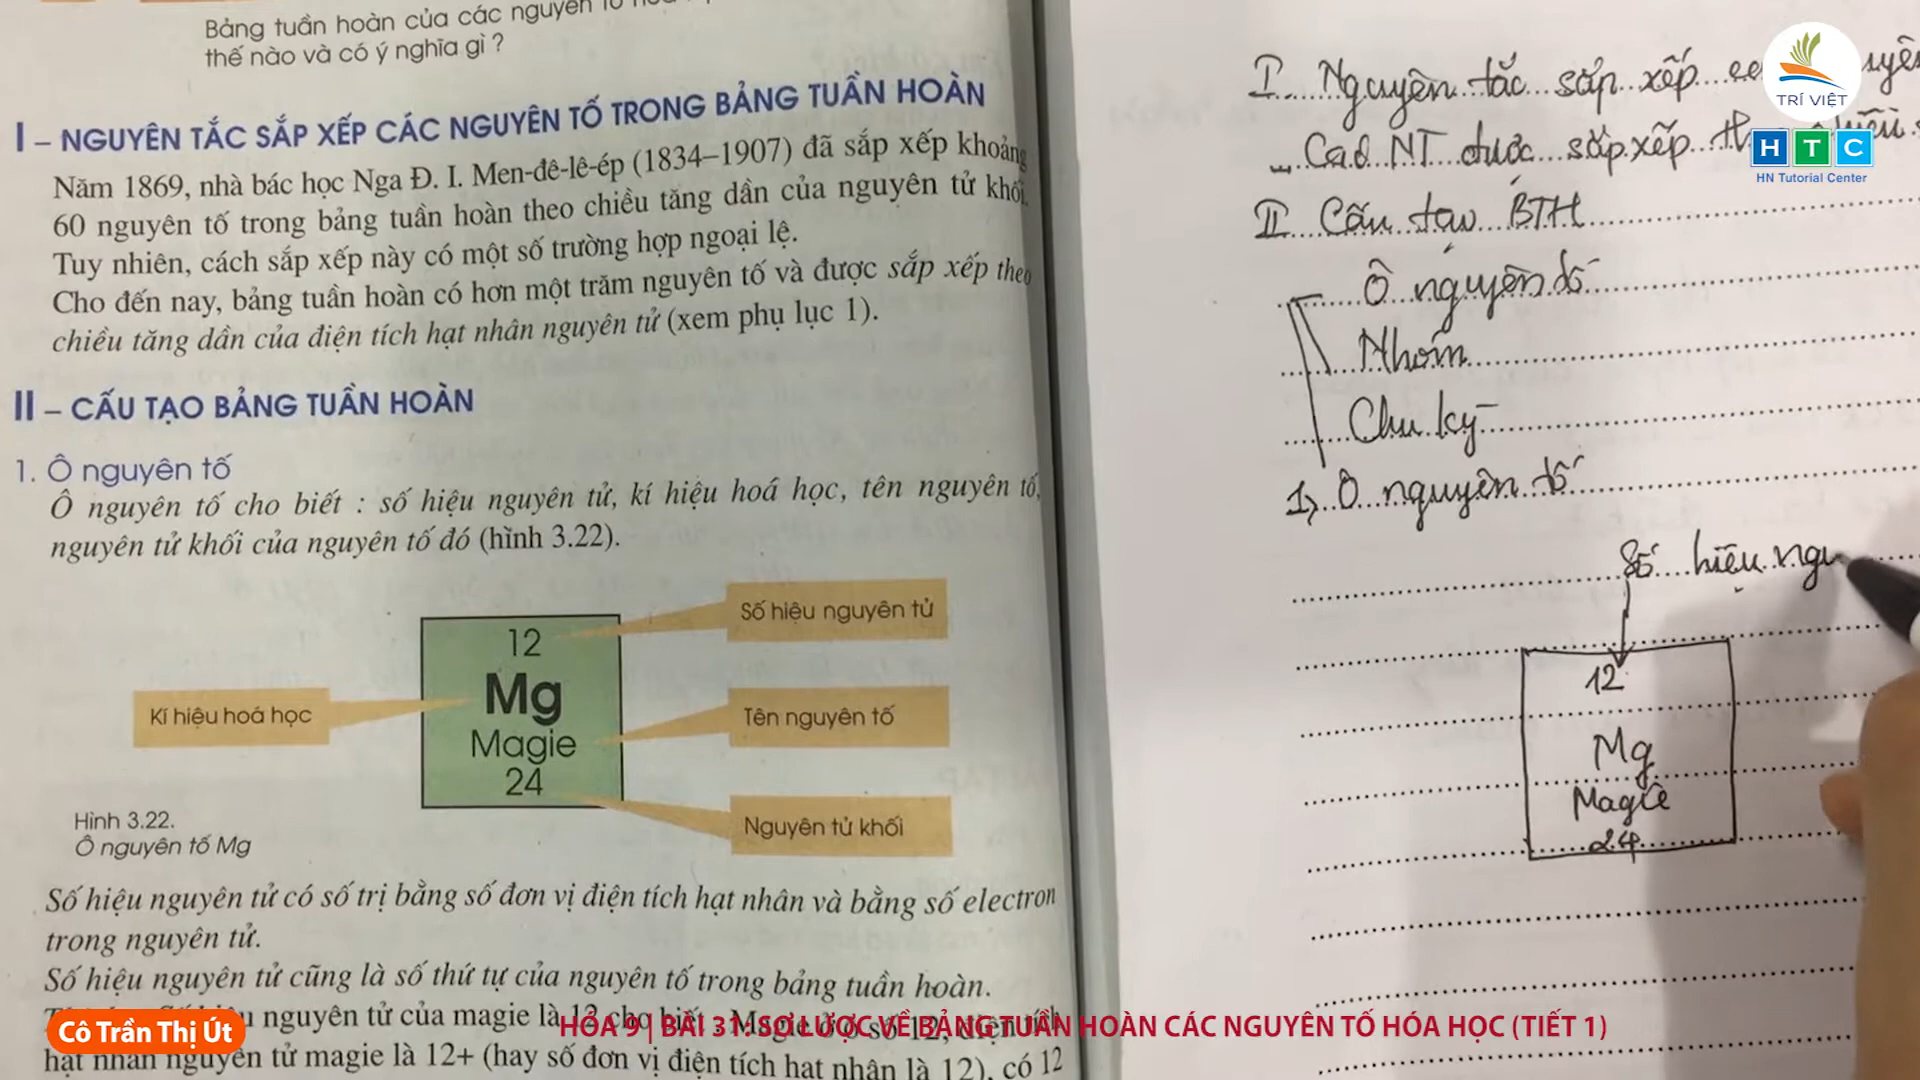 Bảng tuần hoàn của các nguyên tố
thế nào và có ý nghĩa gì ?
I – NGUYÊN TẮC SẮP XẾP CÁC NGUYÊN TỐ TRONG BẢNG TUẦN HOÀN
Năm 1869, nhà bác học Nga Đ. I. Men-đê-lê-ép (1834–1907) đã sắp xếp khoảng
60 nguyên tố trong bảng tuần hoàn theo chiều tăng dần của nguyên tử khối.
Tuy nhiên, cách sắp xếp này có một số trường hợp ngoại lệ.
Cho đến nay, bảng tuần hoàn có hơn một trăm nguyên tố và được sắp xếp theo
chiều tăng dần của điện tích hạt nhân nguyên tử (xem phụ lục 1).
II – CẤU TẠO BẢNG TUẦN HOÀN
1. Ô nguyên tố
Ô nguyên tố cho biết : số hiệu nguyên tử, kí hiệu hoá học, tên nguyên tố,
nguyên tử khối của nguyên tố đó (hình 3.22).
12
Mg
Magie
24
Số hiệu nguyên tử
Kí hiệu hoá học
Tên nguyên tố
Nguyên tử khối
Hình 3.22.
Ô nguyên tố Mg
Số hiệu nguyên tử có số trị bằng số đơn vị điện tích hạt nhân và bằng số electron
trong nguyên tử.
Số hiệu nguyên tử cũng là số thứ tự của nguyên tố trong bảng tuần hoàn.
nguyên tử của magie là 12 cho biết : Magie ở ô số 12, điện tích
hạt nhân nguyên tử magie là 12+ (hay số đơn vị điện tích hạt nhân là 12), có 12
I. Nguyên tắc sắp xếp
Các NT được sắp xếp
II Cấu tạo BTH
Ô nguyên tố
Nhóm
Chu kỳ
1, Ô nguyên tố
Số hiệu ngu
12
Mg
Magie
24
TRÍ VIỆT
HTC
HN Tutorial Center
Cô Trần Thị Út
HÓA 9 | BÀI 31: SƠ LƯỢC VỀ BẢNG TUẦN HOÀN CÁC NGUYÊN TỐ HÓA HỌC (TIẾT 1)